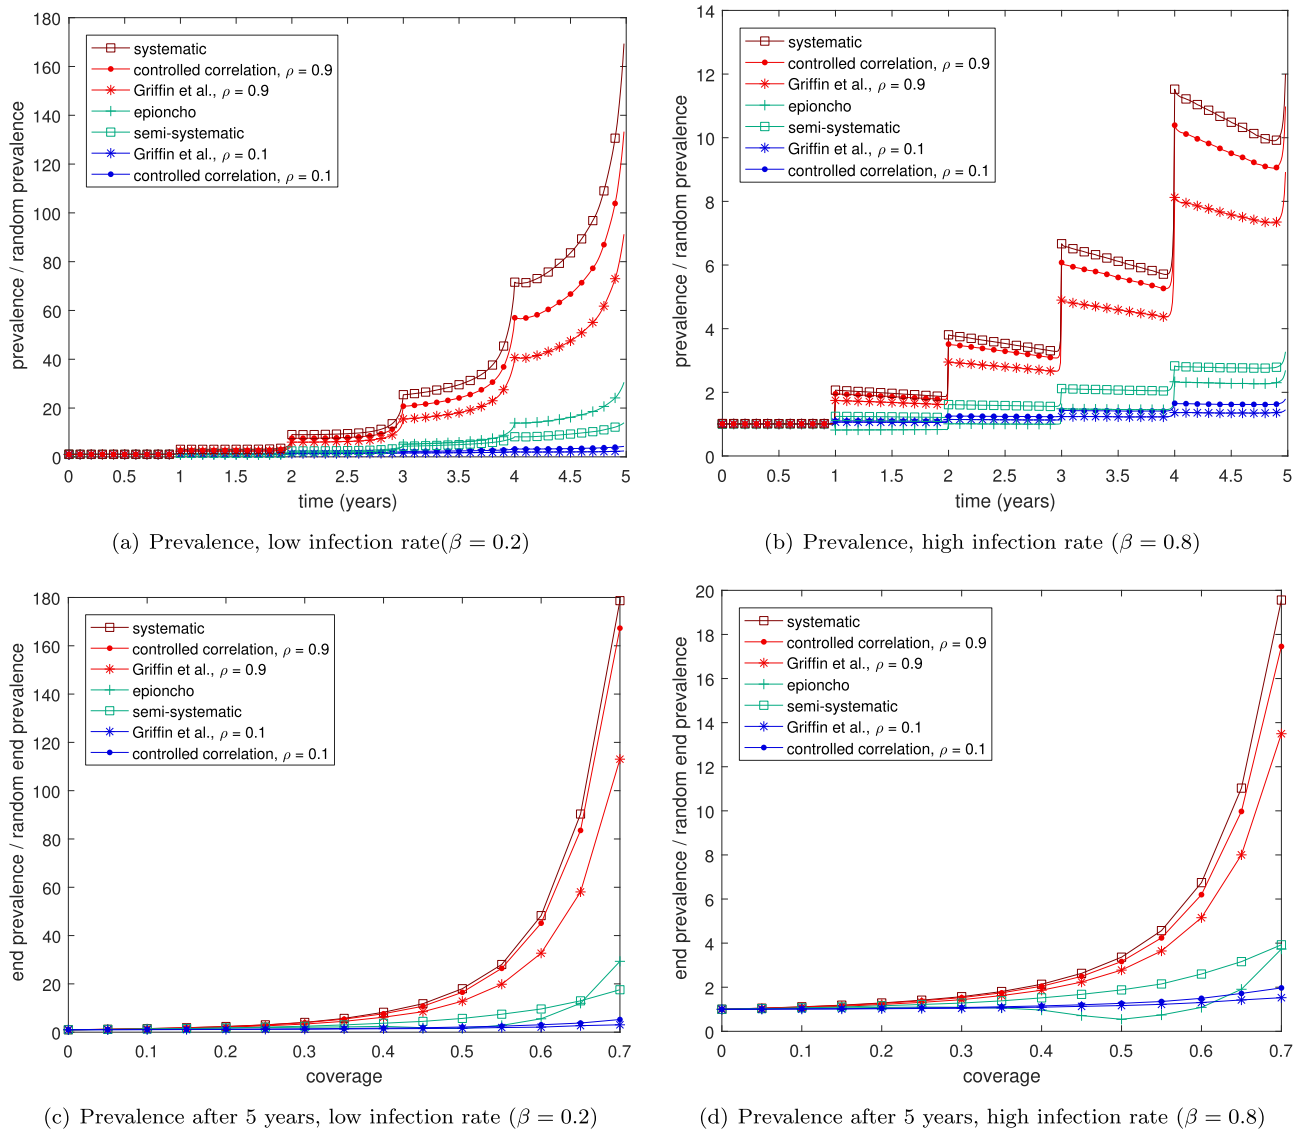 prevalence / random prevalence
180
160
140
120
100
80
60
40
20
0
systematic
controlled correlation, ρ = 0.9
Griffin et al., ρ = 0.9
epioncho
semi-systematic
Griffin et al., ρ = 0.1
controlled correlation, ρ = 0.1
0 0.5 1 1.5 2 2.5 3 3.5 4 4.5 5
time (years)
(a) Prevalence, low infection rate(β = 0.2)
prevalence / random prevalence
14
12
10
8
6
4
2
0
systematic
controlled correlation, ρ = 0.9
Griffin et al., ρ = 0.9
epioncho
semi-systematic
Griffin et al., ρ = 0.1
controlled correlation, ρ = 0.1
0 0.5 1 1.5 2 2.5 3 3.5 4 4.5 5
time (years)
(b) Prevalence, high infection rate (β = 0.8)
end prevalence / random end prevalence
180
160
140
120
100
80
60
40
20
0
systematic
controlled correlation, ρ = 0.9
Griffin et al., ρ = 0.9
epioncho
semi-systematic
Griffin et al., ρ = 0.1
controlled correlation, ρ = 0.1
0 0.1 0.2 0.3 0.4 0.5 0.6 0.7
coverage
(c) Prevalence after 5 years, low infection rate (β = 0.2)
end prevalence / random end prevalence
20
18
16
14
12
10
8
6
4
2
0
systematic
controlled correlation, ρ = 0.9
Griffin et al., ρ = 0.9
epioncho
semi-systematic
Griffin et al., ρ = 0.1
controlled correlation, ρ = 0.1
0 0.1 0.2 0.3 0.4 0.5 0.6 0.7
coverage
(d) Prevalence after 5 years, high infection rate (β = 0.8)